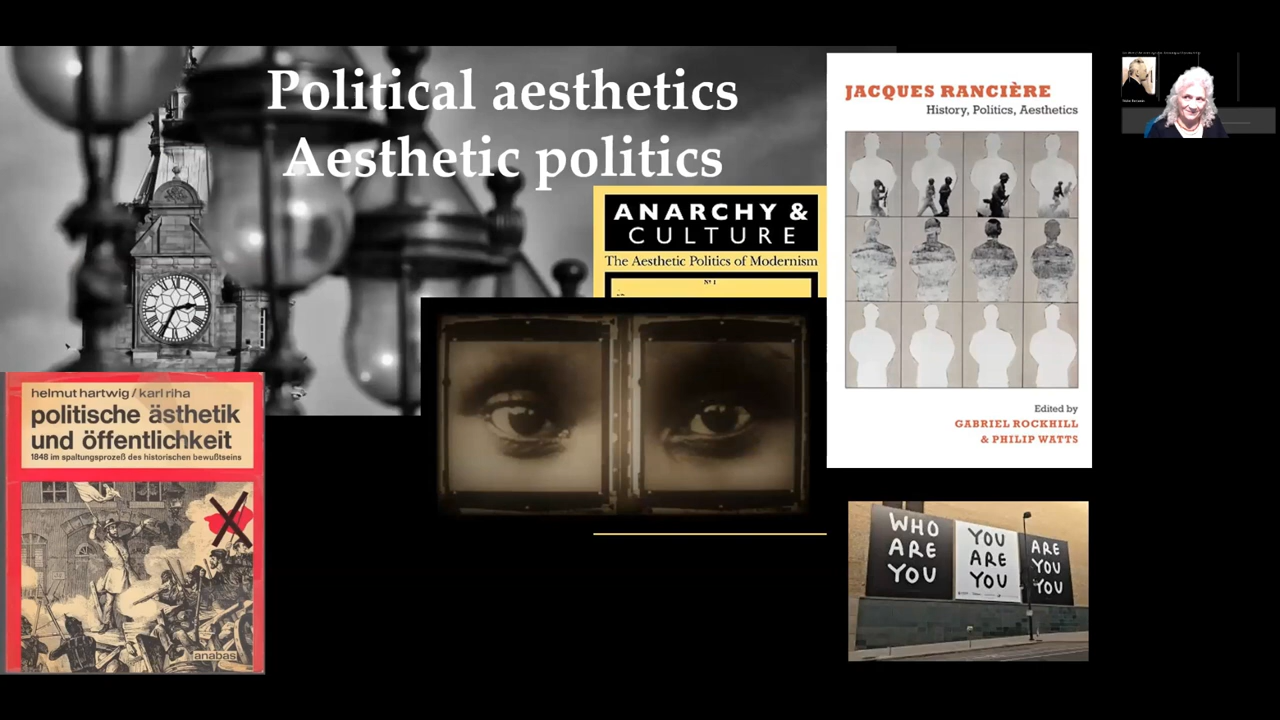 Political aesthetics
Aesthetic politics
ANARCHY &
CULTURE
The Aesthetic Politics of Modernism
Nº 1
JACQUES RANCIÈRE
History, Politics, Aesthetics
Edited by
GABRIEL ROCKHILL
& PHILIP WATTS
helmut hartwig / karl riha
politische ästhetik
und öffentlichkeit
1848 im spaltungsprozeß des historischen bewußtseins
anabas
WHO
ARE
YOU
YOU
ARE
YOU
ARE
YOU
YOU